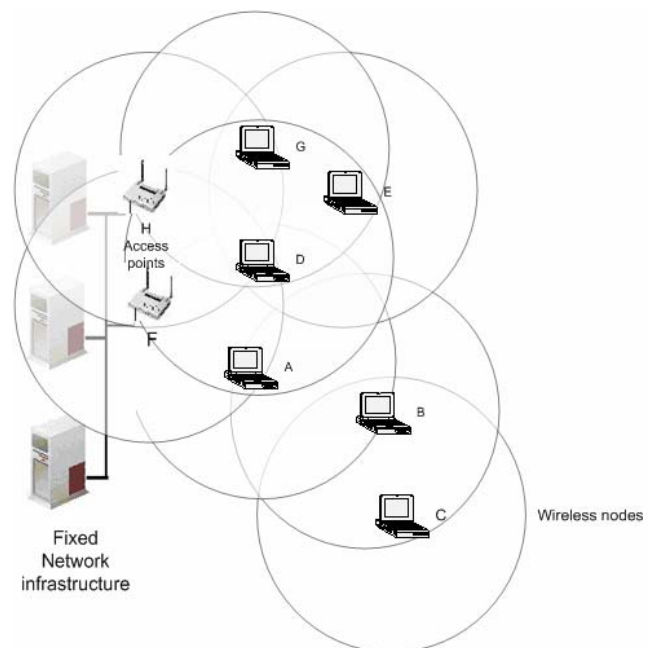 G
E
H
Access
points
D
F
A
B
C
Wireless nodes
Fixed
Network
infrastructure